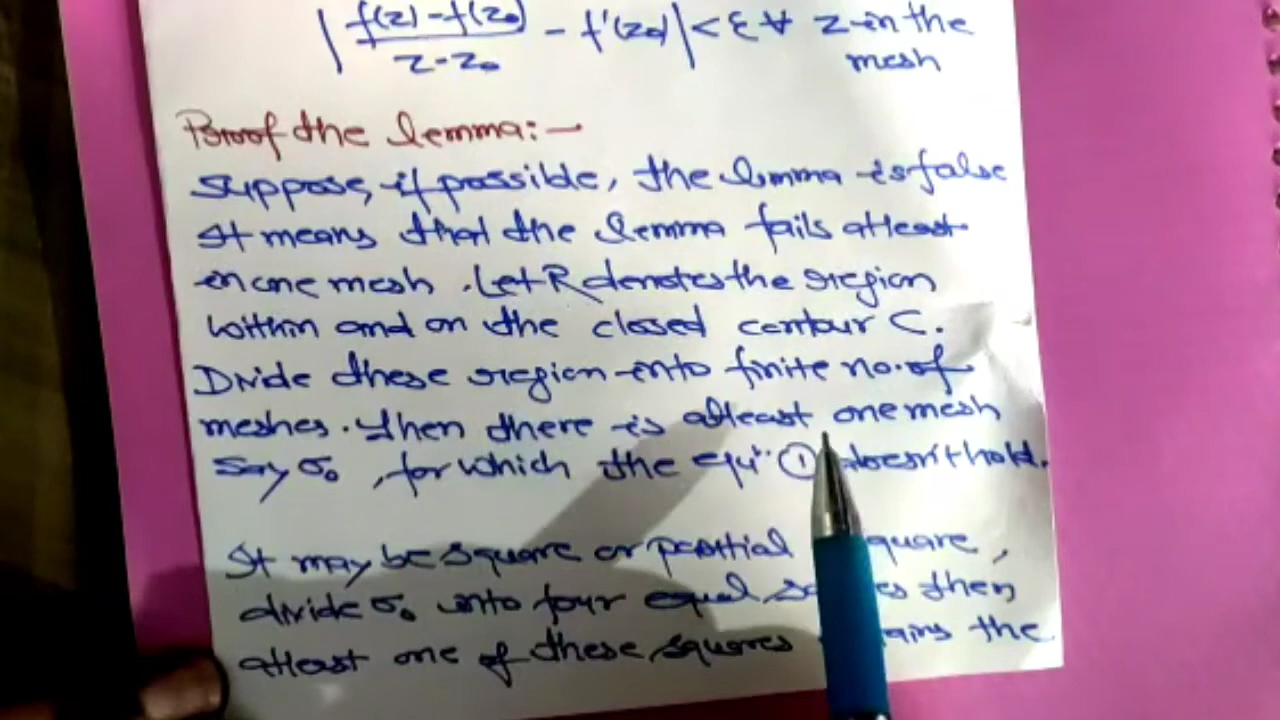 | f(z)-f(z₀) / z-z₀ - f'(z₀) | < ε ∀ z in the
mesh
Proof the lemma:-
Suppose, if possible, the lemma is false
It means that the lemma fails atleast
in one mesh. Let R denotes the region
within and on the closed contour C.
Divide these region into finite no. of
meshes. Then there is atleast one mesh
say σ₀, for which the equⁿ ① doesn't hold.
It may be square or partial square,
divide σ₀ into four equal then
atleast one of these squares the